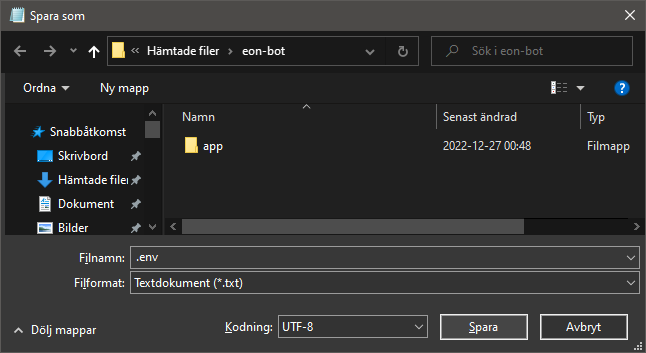 Spara som
« Hämtade filer › eon-bot
Sök i eon-bot
Ordna Ny mapp
?
Namn Senast ändrad Typ
Snabbåtkomst
Skrivbord
Hämtade filer
Dokument
Bilder
app 2022-12-27 00:48 Filmapp
Filnamn: .env
Filformat: Textdokument (*.txt)
Dölj mappar Kodning: UTF-8 Spara Avbryt